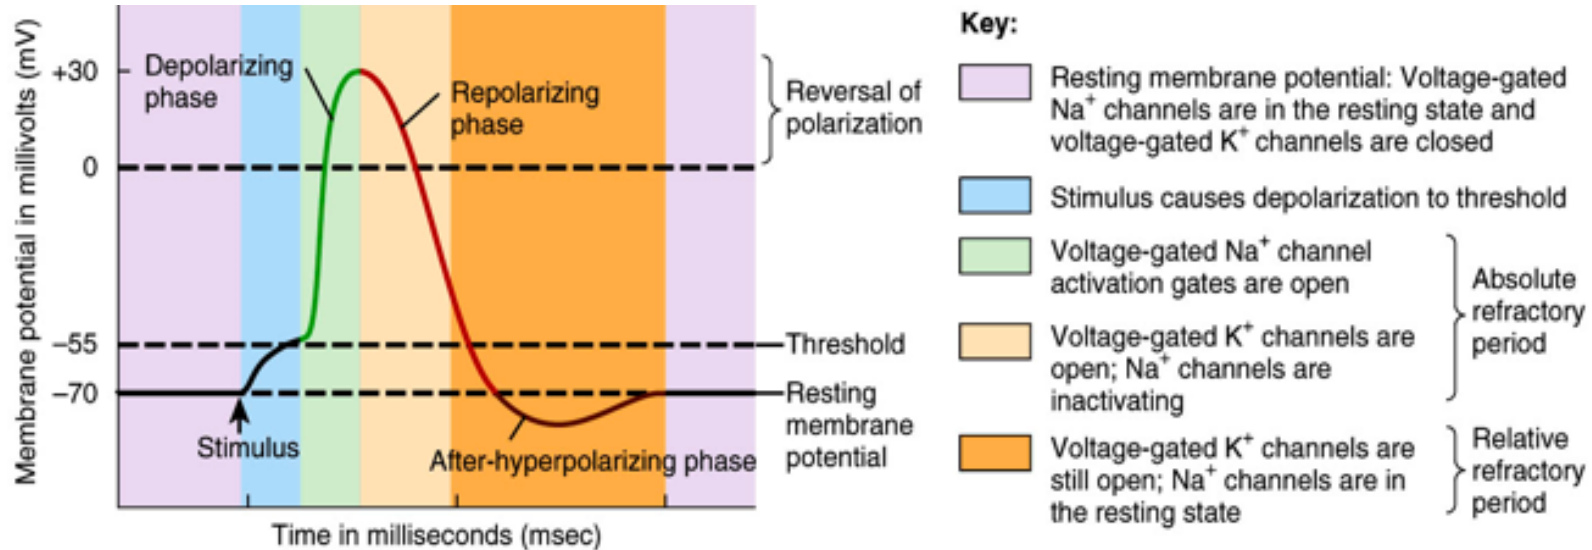 Membrane potential in millivolts (mV)
+30
0
–55
–70
Depolarizing
phase
Repolarizing
phase
Reversal of
polarization
Threshold
Resting
membrane
potential
Stimulus
After-hyperpolarizing phase
Time in milliseconds (msec)
Key:
Resting membrane potential: Voltage-gated
Na+ channels are in the resting state and
voltage-gated K+ channels are closed
Stimulus causes depolarization to threshold
Voltage-gated Na+ channel
activation gates are open
Voltage-gated K+ channels are
open; Na+ channels are
inactivating
Absolute
refractory
period
Voltage-gated K+ channels are
still open; Na+ channels are in
the resting state
Relative
refractory
period